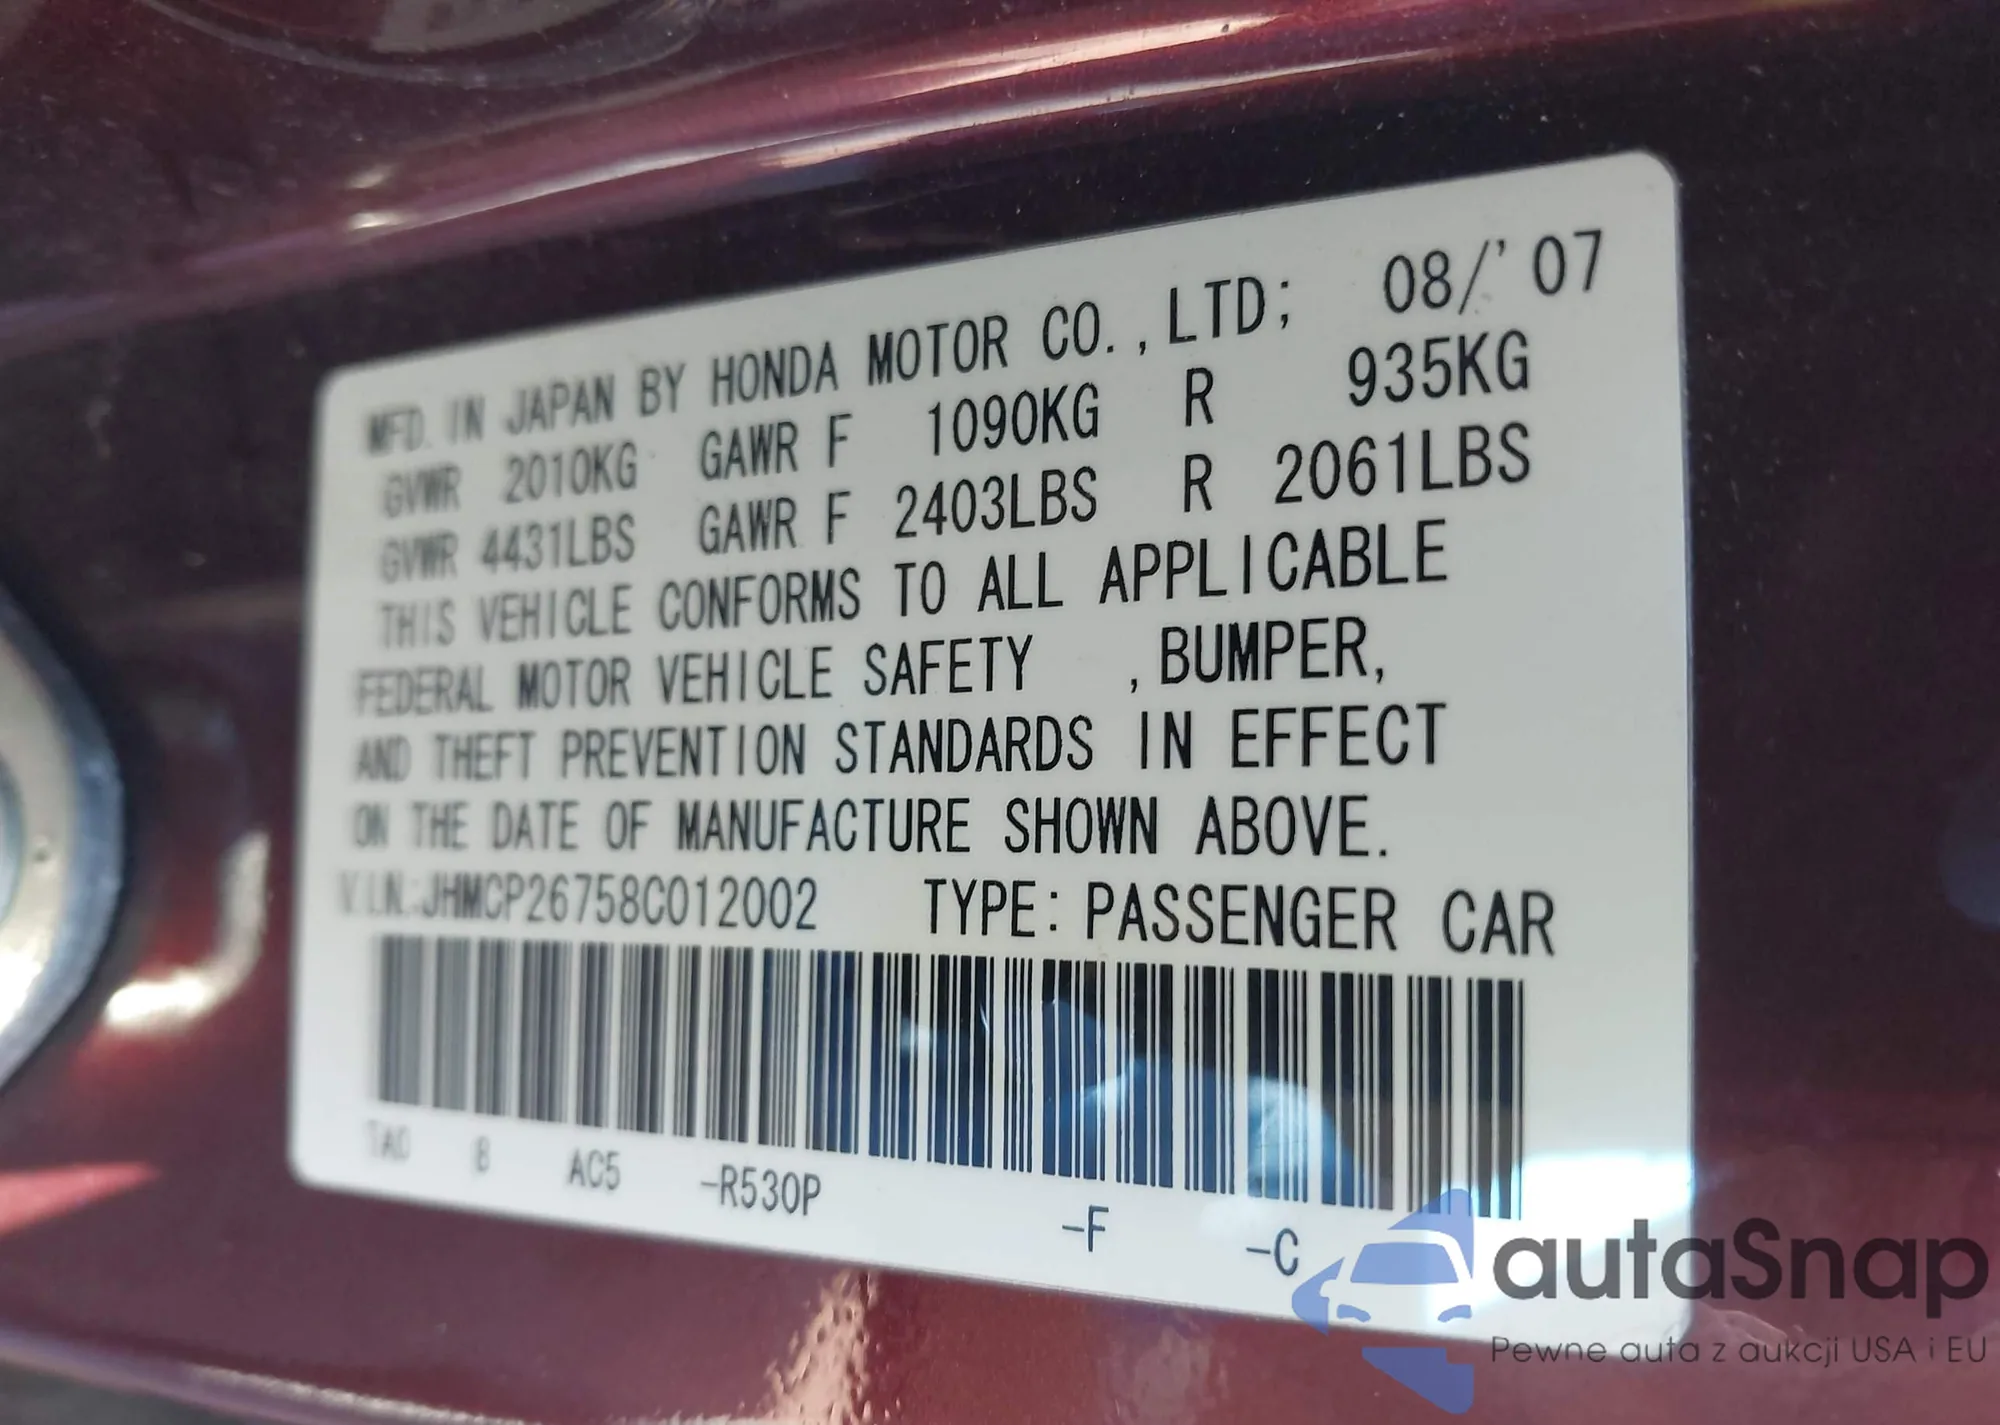 MFD. IN JAPAN BY HONDA MOTOR CO.,LTD; 08/'07
GVWR 2010KG GAWR F 1090KG R 935KG
GVWR 4431LBS GAWR F 2403LBS R 2061LBS
THIS VEHICLE CONFORMS TO ALL APPLICABLE
FEDERAL MOTOR VEHICLE SAFETY , BUMPER,
AND THEFT PREVENTION STANDARDS IN EFFECT
ON THE DATE OF MANUFACTURE SHOWN ABOVE.
V.I.N:JHMCP26758C012002 TYPE: PASSENGER CAR
TA0 8 AC5 -R530P -F -C
autaSnap
Pewne auta z aukcji USA i EU